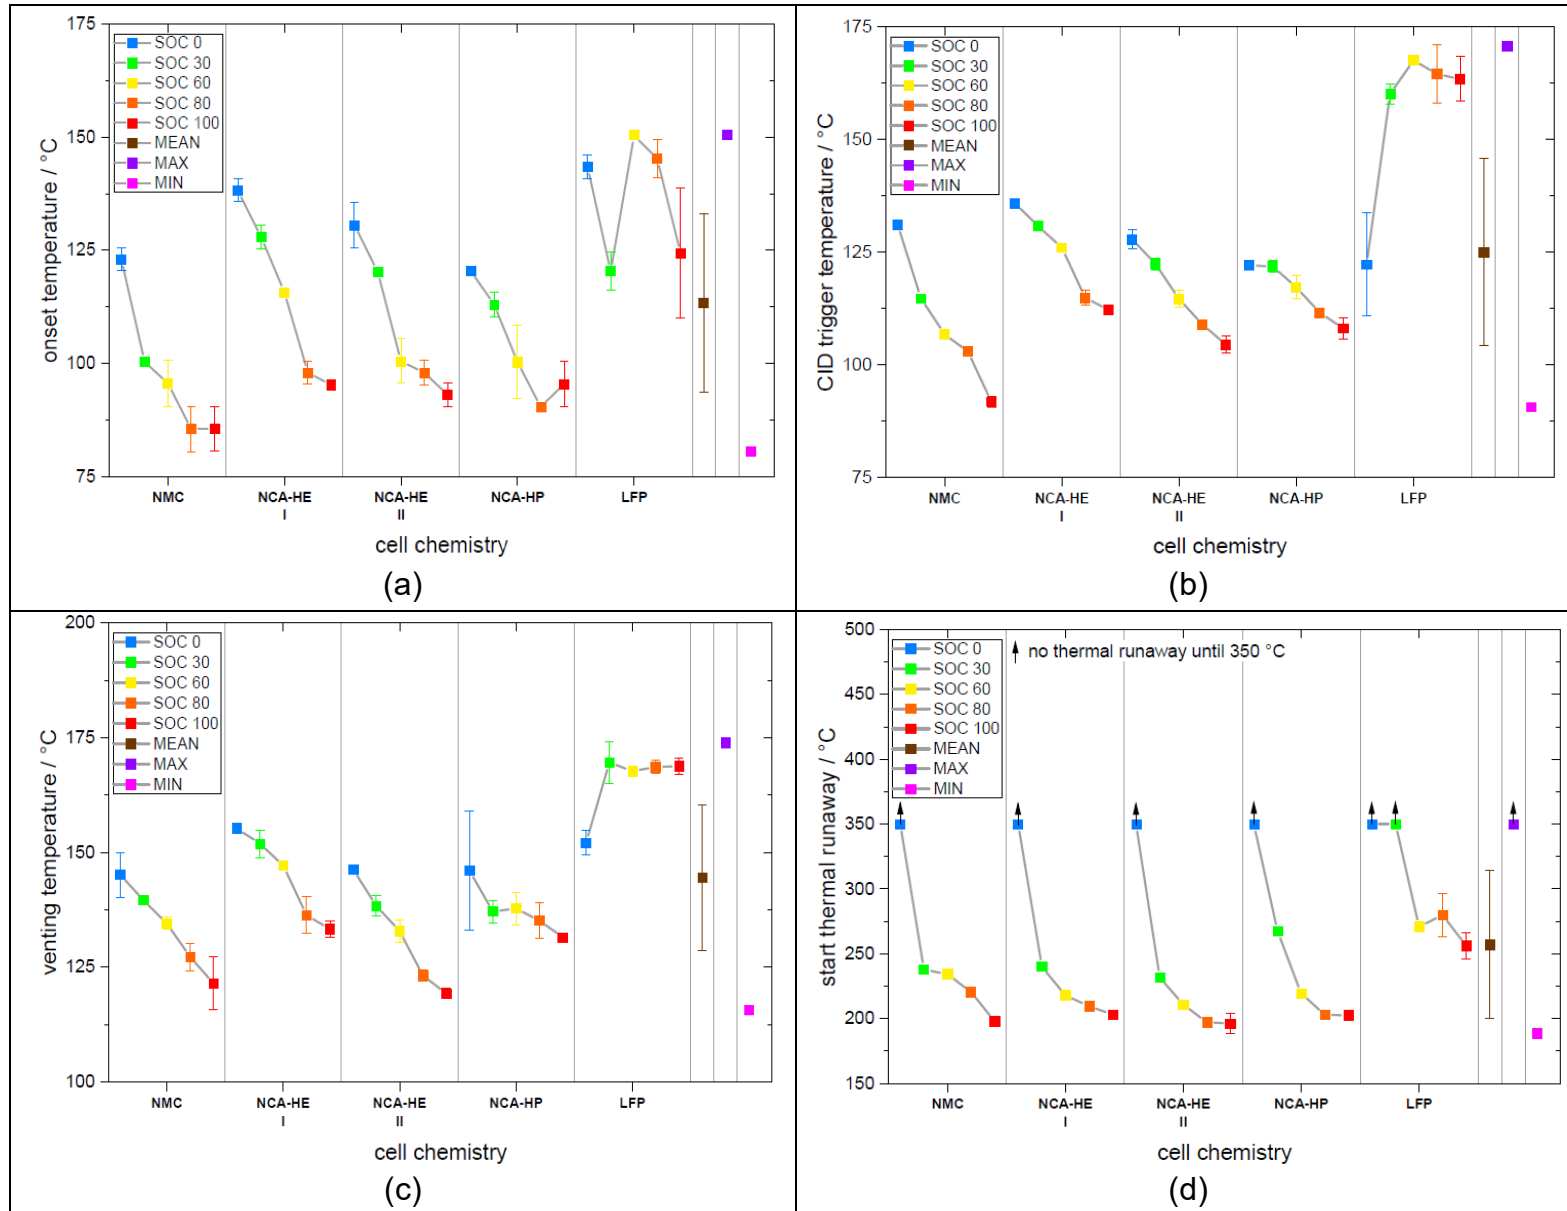 175
150
125
100
75
onset temperature / °C
SOC 0
SOC 30
SOC 60
SOC 80
SOC 100
MEAN
MAX
MIN
NMC NCA-HE I NCA-HE II NCA-HP LFP
cell chemistry
(a)
175
150
125
100
75
CID trigger temperature / °C
SOC 0
SOC 30
SOC 60
SOC 80
SOC 100
MEAN
MAX
MIN
NMC NCA-HE I NCA-HE II NCA-HP LFP
cell chemistry
(b)
200
175
150
125
100
venting temperature / °C
SOC 0
SOC 30
SOC 60
SOC 80
SOC 100
MEAN
MAX
MIN
NMC NCA-HE I NCA-HE II NCA-HP LFP
cell chemistry
(c)
500
450
400
350
300
250
200
150
start thermal runaway / °C
SOC 0
SOC 30
SOC 60
SOC 80
SOC 100
MEAN
MAX
MIN
no thermal runaway until 350 °C
NMC NCA-HE I NCA-HE II NCA-HP LFP
cell chemistry
(d)